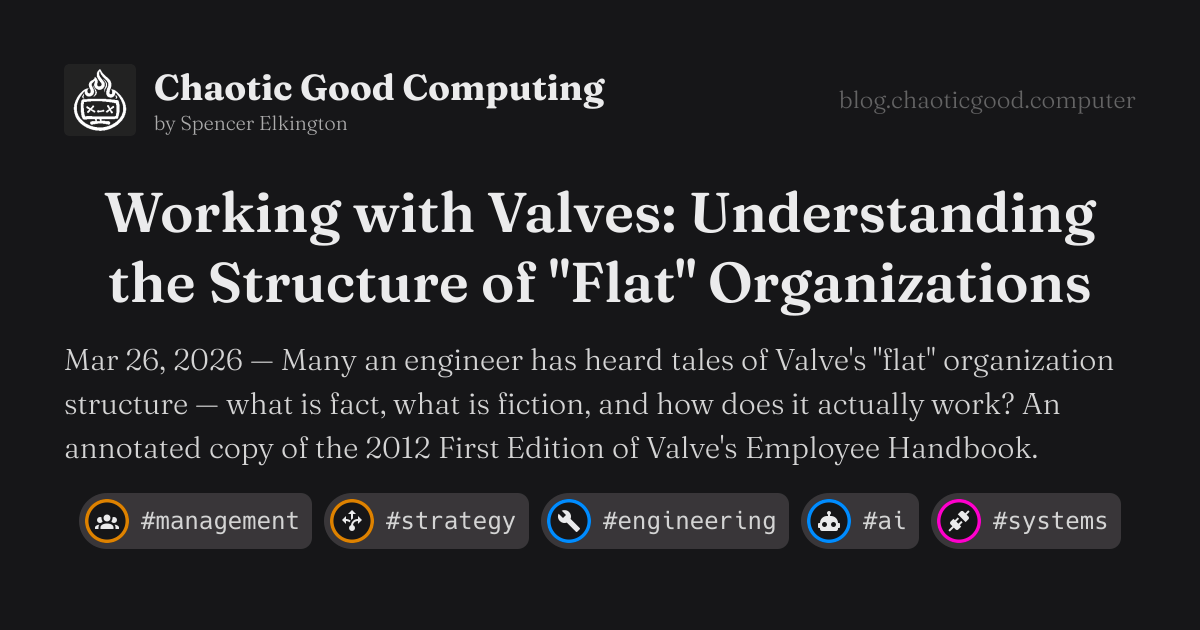 Chaotic Good Computing
by Spencer Elkington
blog.chaoticgood.computer
Working with Valves: Understanding
the Structure of "Flat" Organizations
Mar 26, 2026 — Many an engineer has heard tales of Valve's "flat" organization
structure — what is fact, what is fiction, and how does it actually work? An
annotated copy of the 2012 First Edition of Valve's Employee Handbook.
#management #strategy #engineering #ai #systems